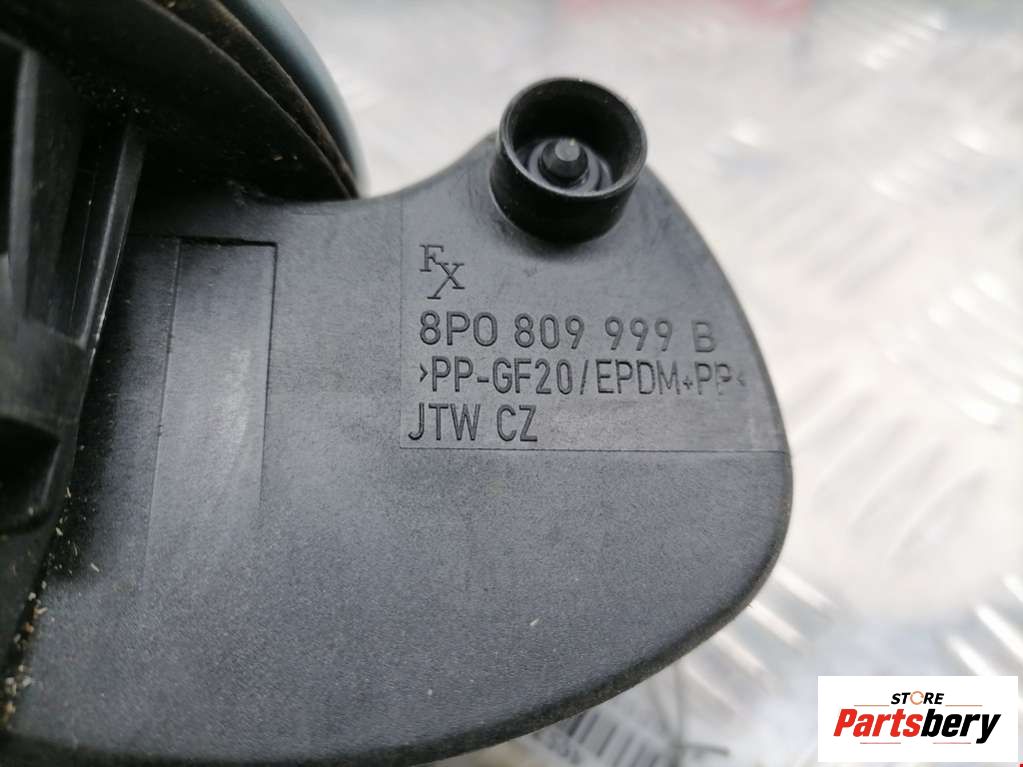 FX
8P0 809 999 B
>PP-GF20/EPDM+PP<
JTW CZ
STORE
Partsbery